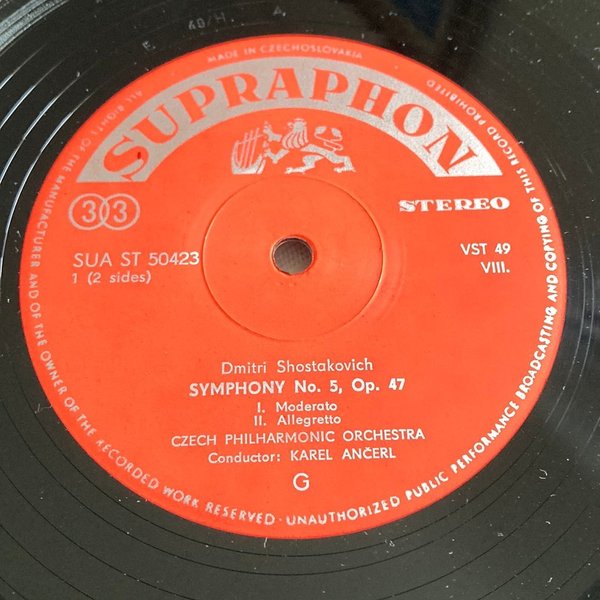 F 49/H. 4
MADE IN CZECHOSLOVAKIA
SUPRAPHON
33
STEREO
SUA ST 50423
1 (2 sides)
VST 49
VIII.
Dmitri Shostakovich
SYMPHONY No. 5, Op. 47
I. Moderato
II. Allegretto
CZECH PHILHARMONIC ORCHESTRA
Conductor: KAREL ANČERL
G
ALL RIGHTS OF THE MANUFACTURER AND OF THE OWNER OF THE RECORDED WORK RESERVED · UNAUTHORIZED PUBLIC PERFORMANCE BROADCASTING AND COPYING OF THIS RECORD PROHIBITED